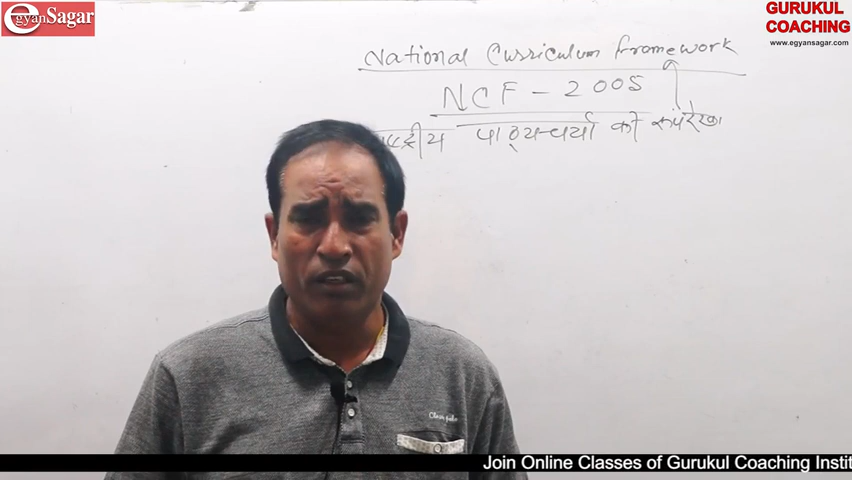 egyanSagar
GURUKUL
COACHING
www.egyansagar.com
National Curriculum Framework
NCF - 2005
पाठ्यचर्या की रूपरेखा
Join Online Classes of Gurukul Coaching Instit